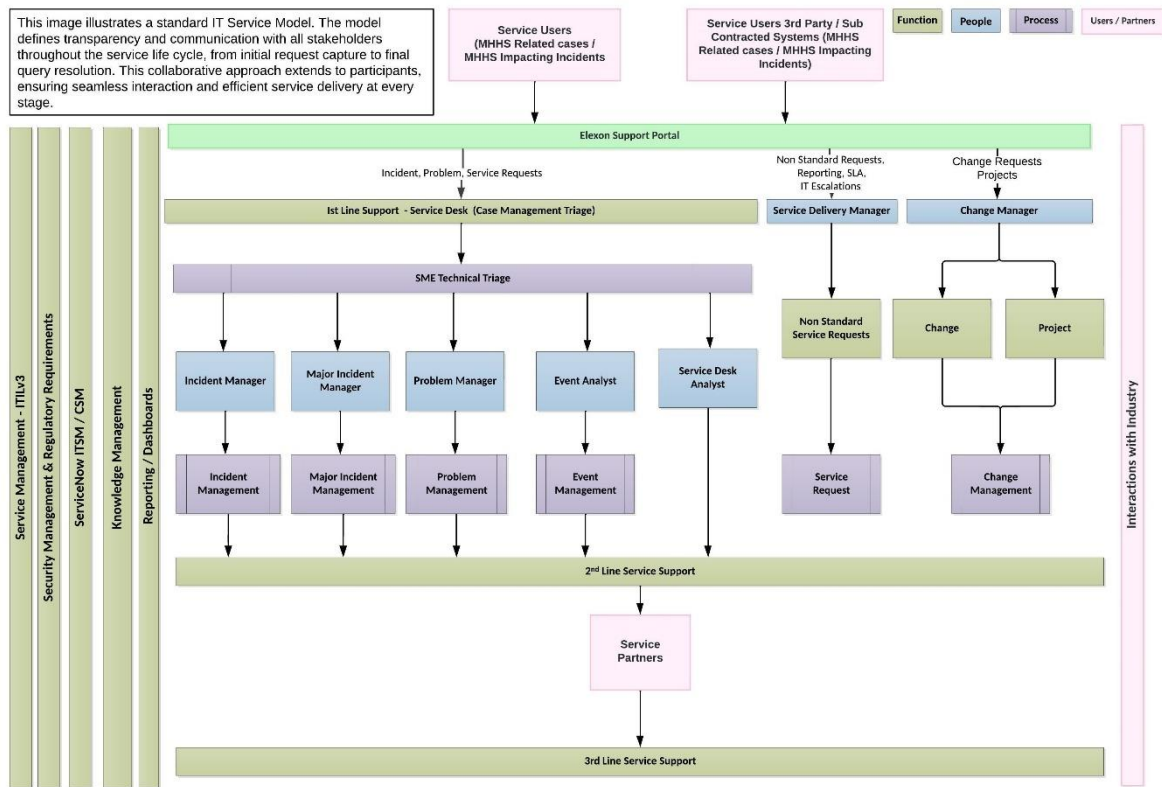 This image illustrates a standard IT Service Model. The model
defines transparency and communication with all stakeholders
throughout the service life cycle, from initial request capture to final
query resolution. This collaborative approach extends to participants,
ensuring seamless interaction and efficient service delivery at every
stage.
Service Users
(MHHS Related cases /
MHHS Impacting Incidents
Service Users 3rd Party / Sub
Contracted Systems (MHHS
Related cases / MHHS Impacting
Incidents)
Function
People
Process
Users / Partners
Elexon Support Portal
Incident, Problem, Service Requests
Non Standard Requests,
Reporting, SLA,
IT Escalations
Change Requests
Projects
Ist Line Support - Service Desk (Case Management Triage)
Service Delivery Manager
Change Manager
SME Technical Triage
Non Standard
Service Requests
Change
Project
Incident Manager
Major Incident
Manager
Problem Manager
Event Analyst
Service Desk
Analyst
Incident
Management
Major Incident
Management
Problem
Management
Event
Management
Service
Request
Change
Management
2nd Line Service Support
Service
Partners
3rd Line Service Support
Service Management - ITILv3
Security Management & Regulatory Requirements
ServiceNow ITSM / CSM
Knowledge Management
Reporting / Dashboards
Interactions with Industry